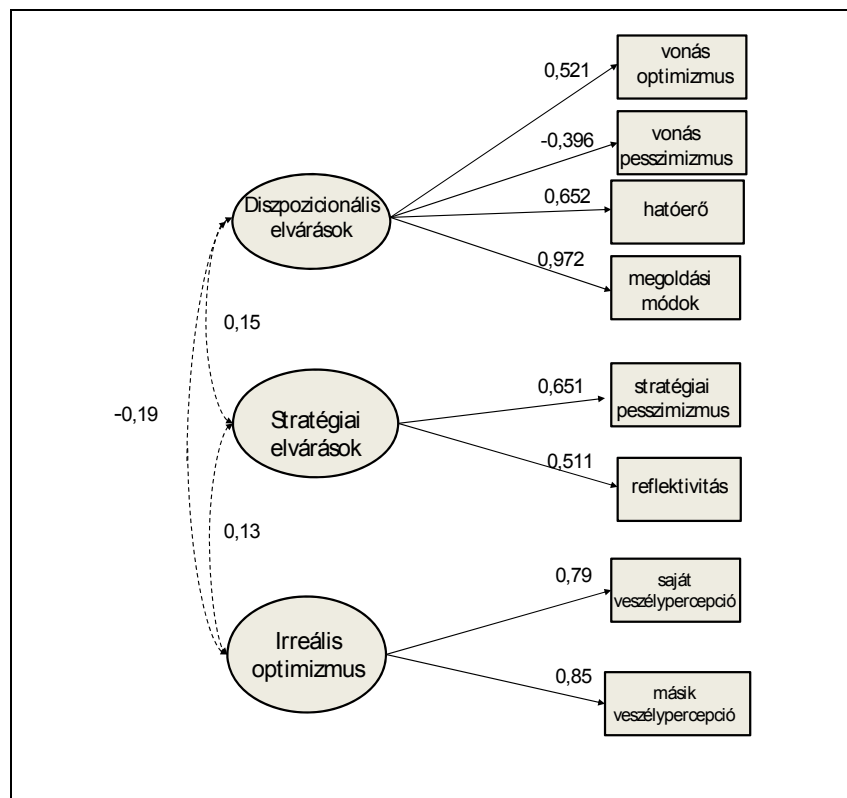 vonás
optimizmus
0,521
vonás
pesszimizmus
-0,396
Diszpozicionális
elvárások
0,652
hatóerő
0,972
megoldási
módok
0,15
-0,19
Stratégiai
elvárások
0,651
stratégiai
pesszimizmus
0,511
reflektivitás
0,13
0,79
saját
veszélypercepció
Irreális
optimizmus
0,85
másik
veszélypercepció